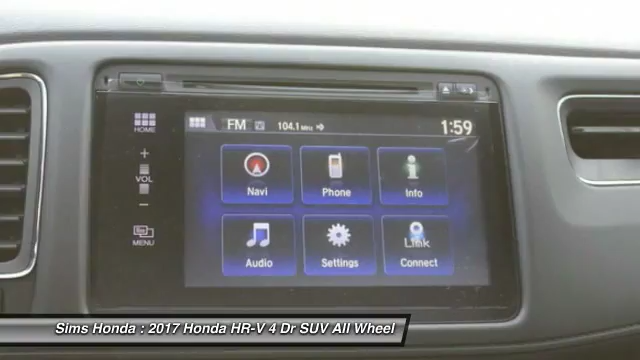 HOME
+
VOL
−
MENU
FM 104.1 MHz 1:59
Navi Phone Info
Audio Settings Link Connect
Sims Honda : 2017 Honda HR-V 4 Dr SUV All Wheel